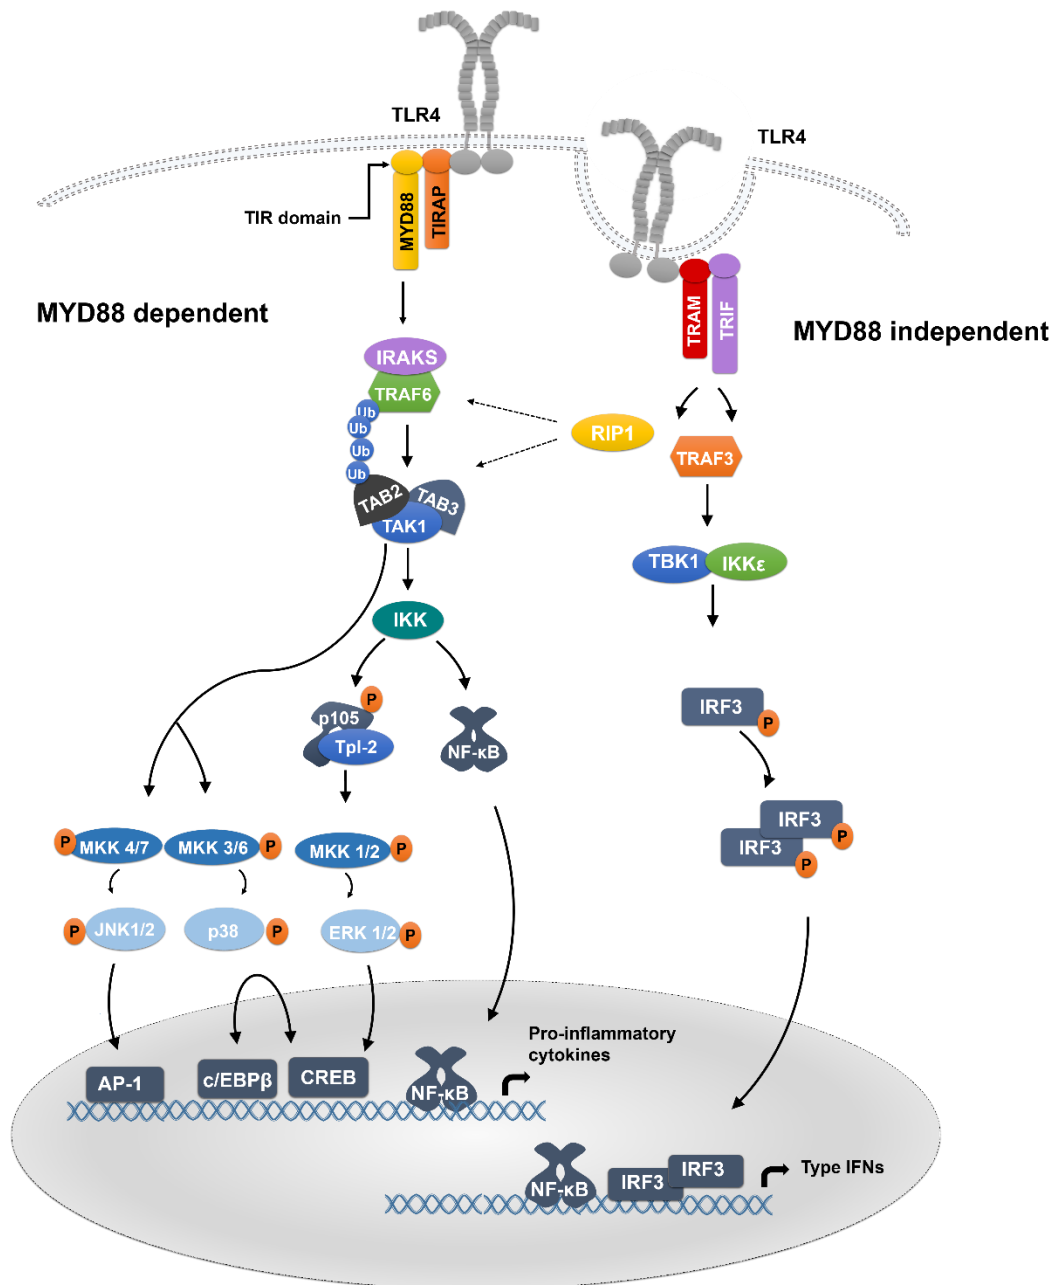 TLR4
TLR4
TIR domain
MYD88
TIRAP
MYD88 dependent
TRAM
TRIF
MYD88 independent
IRAKS
TRAF6
Ub
Ub
Ub
Ub
RIP1
TRAF3
TAB2
TAB3
TAK1
TBK1
IKKε
IKK
P
p105
Tpl-2
NF-κB
IRF3
P
IRF3
P
IRF3
P
P
MKK 4/7
MKK 3/6
P
MKK 1/2
P
P
JNK1/2
p38
P
ERK 1/2
P
Pro-inflammatory
cytokines
AP-1
c/EBPβ
CREB
NF-κB
NF-κB
IRF3
IRF3
Type IFNs